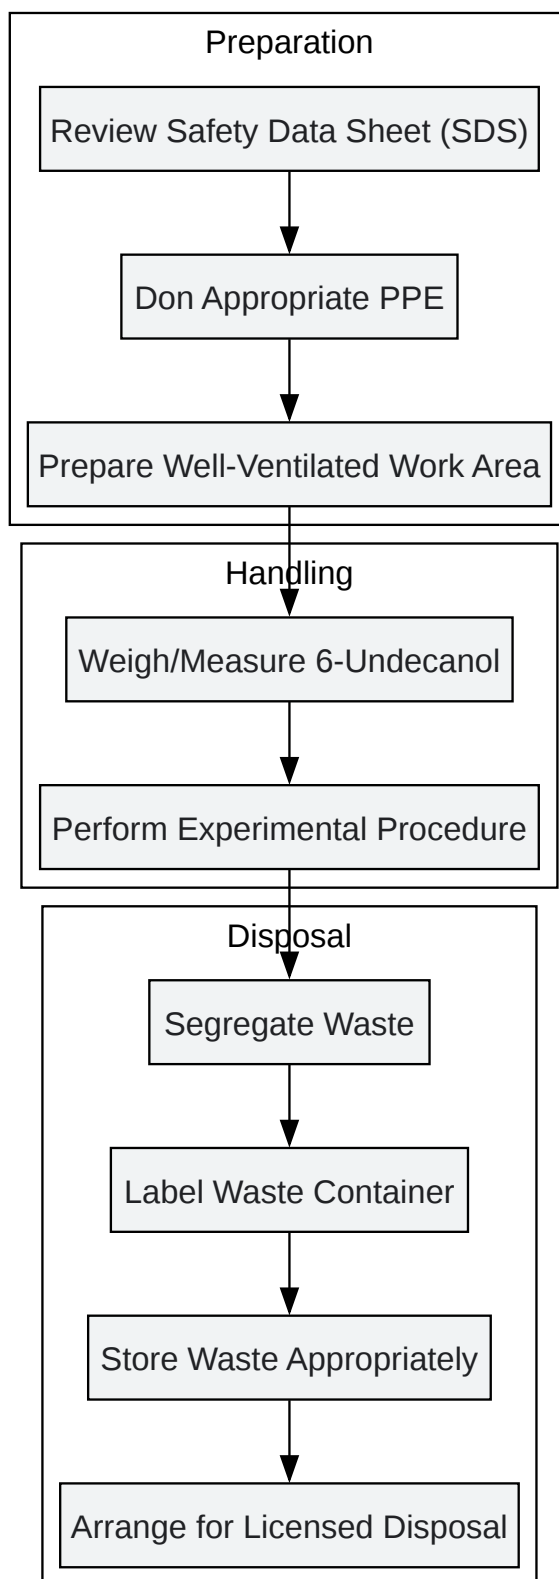 Preparation
Review Safety Data Sheet (SDS)
Don Appropriate PPE
Prepare Well-Ventilated Work Area
Handling
Weigh/Measure 6-Undecanol
Perform Experimental Procedure
Disposal
Segregate Waste
Label Waste Container
Store Waste Appropriately
Arrange for Licensed Disposal